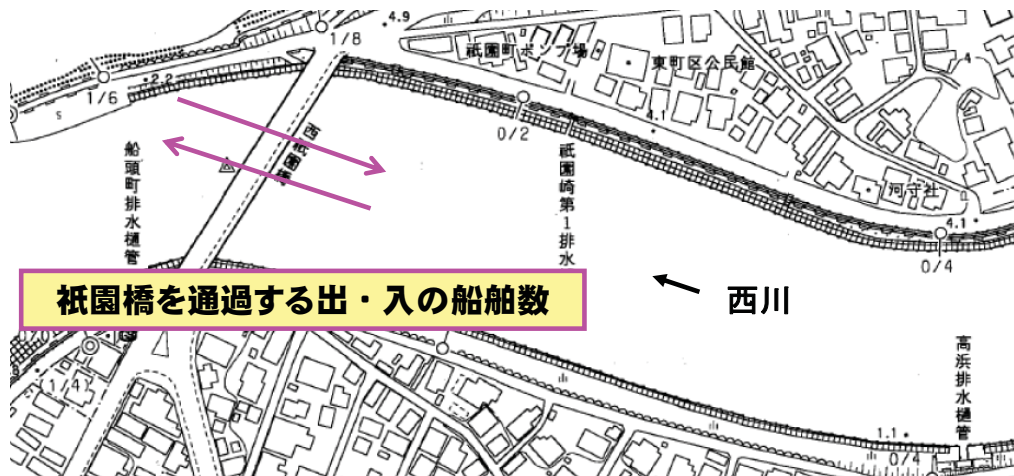 4.9
1/8
祇園町ポンプ場
東町区公民館
4
2.2
1/6
s
0/2
4.1
西祇園橋
船頭町排水樋管
祇園崎第1排水
河守社
4.1
0/4
祇園橋を通過する出・入の船舶数
西川
高浜排水樋管
(1/4)
1.1
0/4